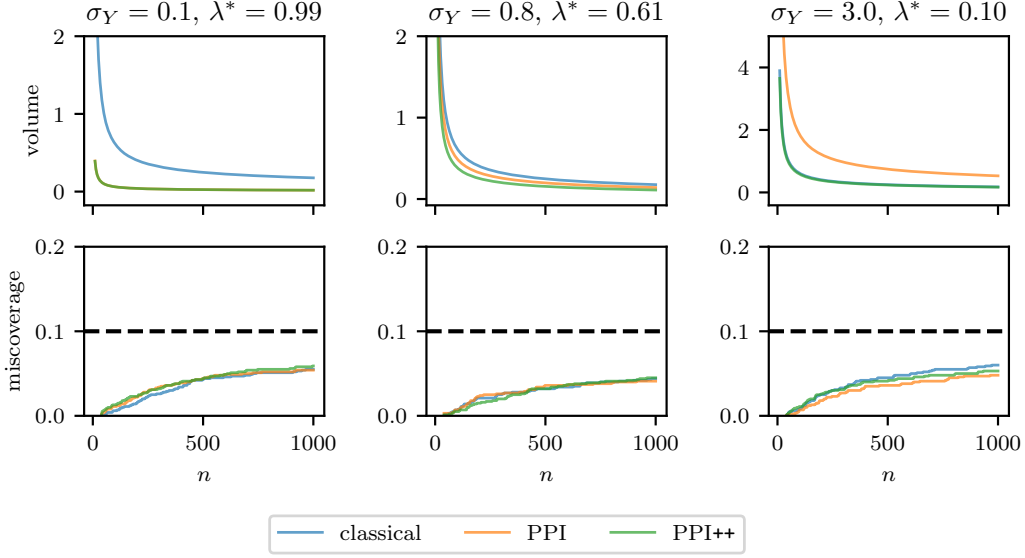 σ_Y = 0.1, λ* = 0.99
σ_Y = 0.8, λ* = 0.61
σ_Y = 3.0, λ* = 0.10
volume
2
1
0
2
1
0
4
2
0
miscoverage
0.2
0.1
0.0
0.2
0.1
0.0
0.2
0.1
0.0
0 500 1000
0 500 1000
0 500 1000
n
n
n
classical PPI PPI++